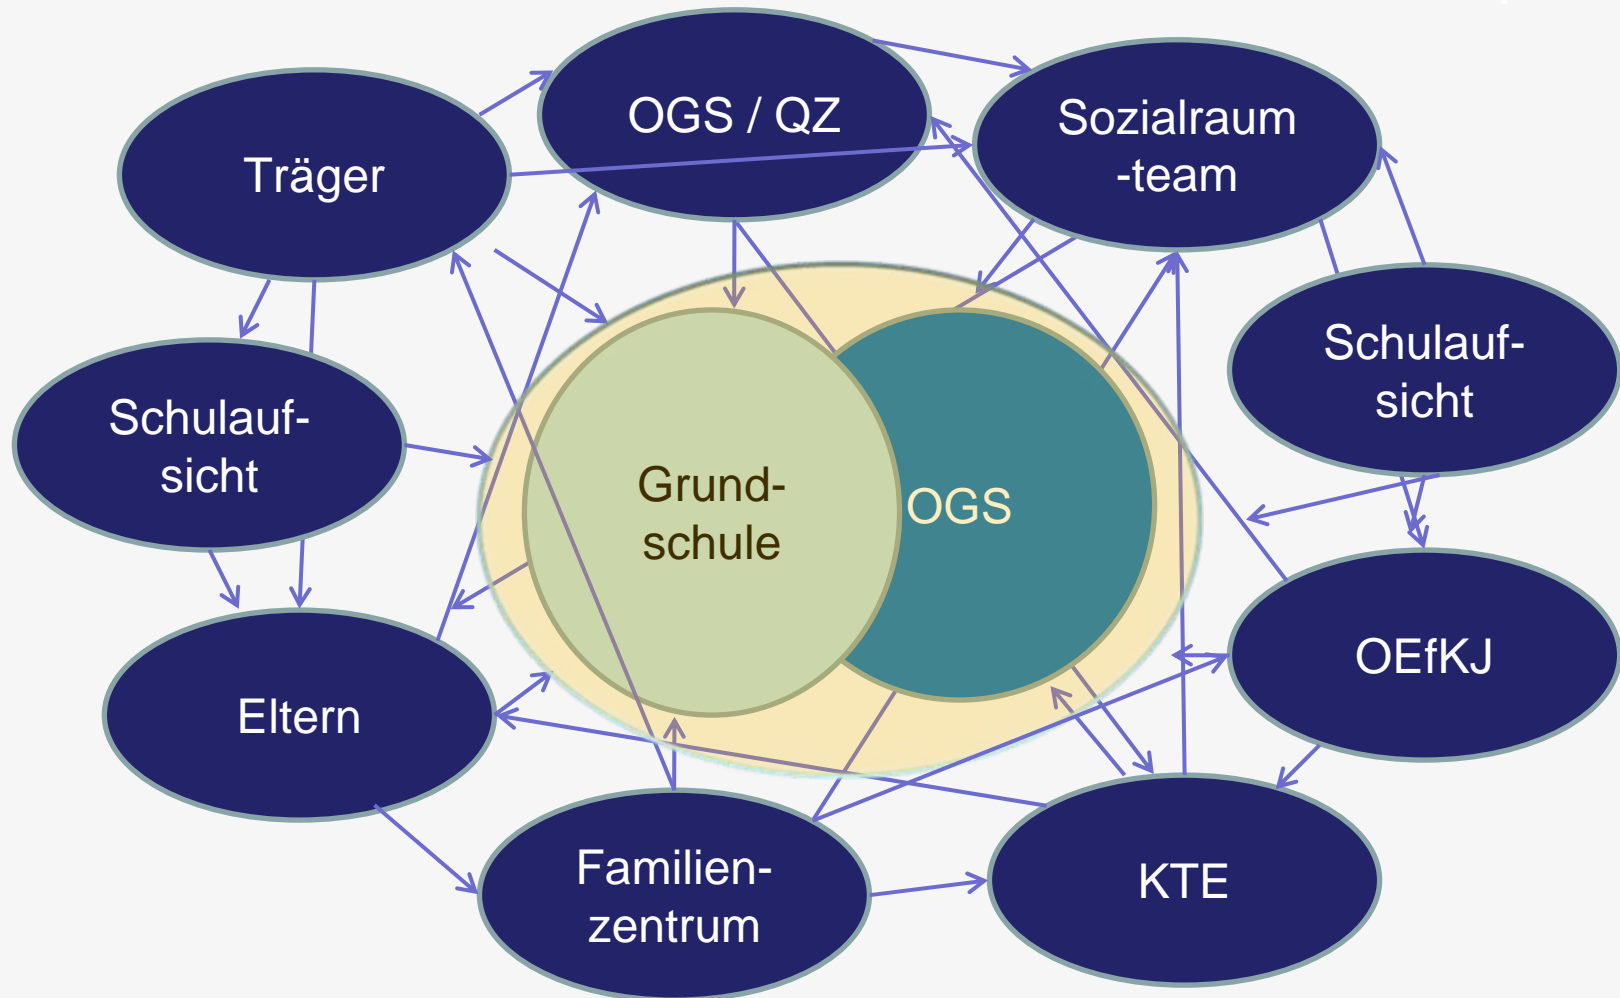 OGS / QZ
Sozialraum
-team
Träger
Schulauf-
sicht
Schulauf-
sicht
Grund-
schule
OGS
OEfKJ
Eltern
Familien-
zentrum
KTE